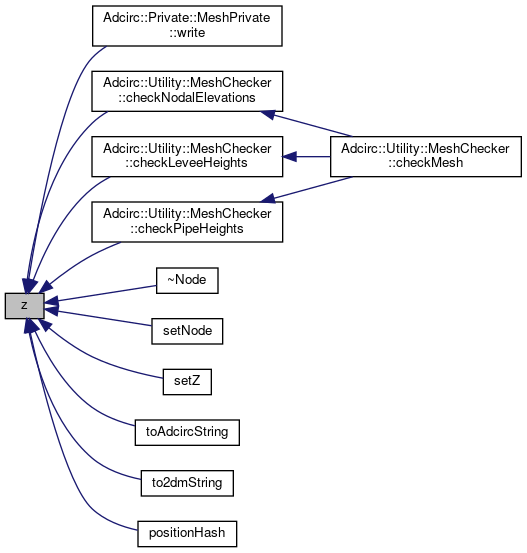 Adcirc::Private::MeshPrivate
::write
Adcirc::Utility::MeshChecker
::checkNodalElevations
Adcirc::Utility::MeshChecker
::checkLeveeHeights
Adcirc::Utility::MeshChecker
::checkMesh
Adcirc::Utility::MeshChecker
::checkPipeHeights
~Node
z
setNode
setZ
toAdcircString
to2dmString
positionHash